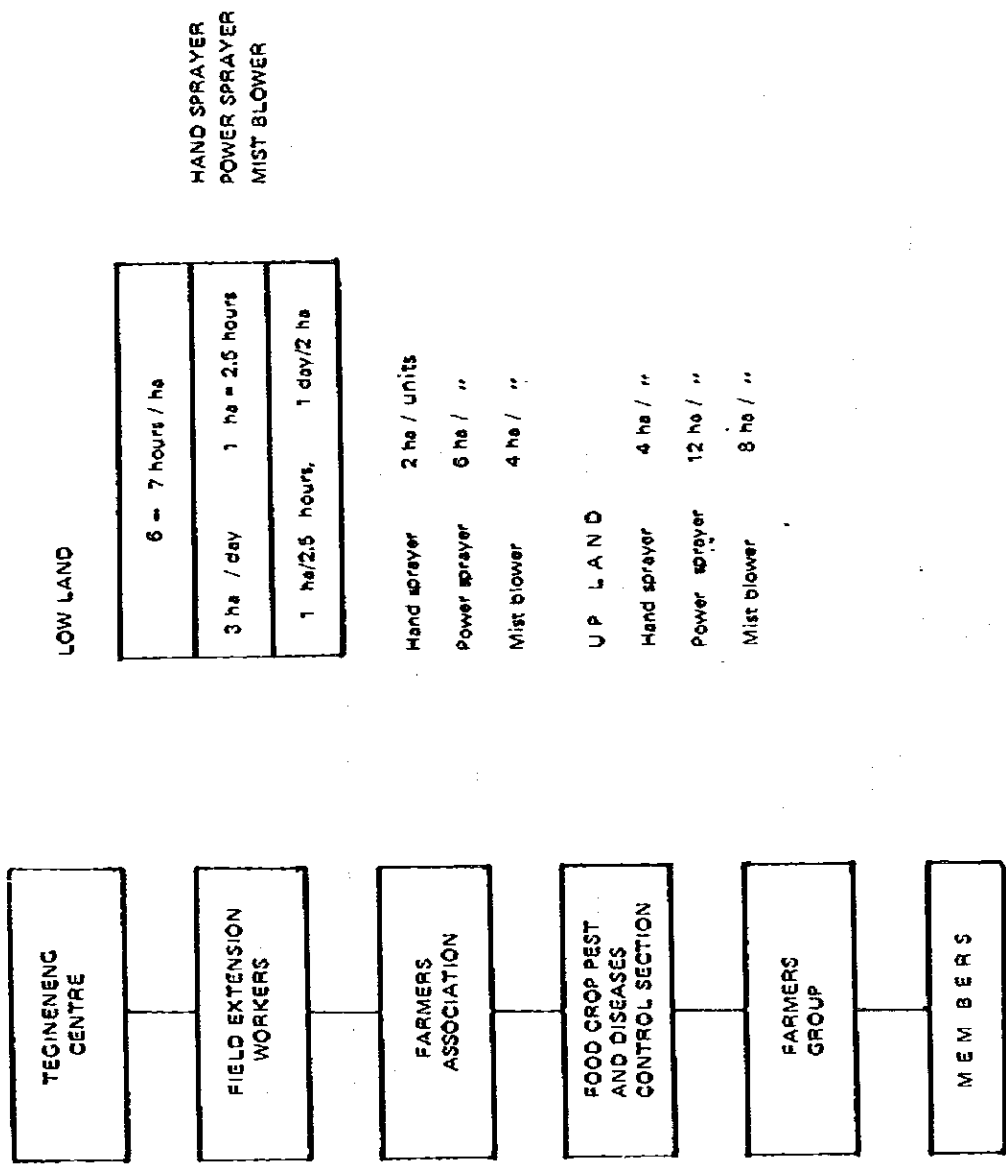 TEGINENENG
CENTRE
FIELD EXTENSION
WORKERS
FARMERS
ASSOCIATION
FOOD CROP PEST
AND DISEASES
CONTROL SECTION
FARMERS
GROUP
MEMBERS
LOW LAND
6 - 7 hours / ha
3 ha / day 1 ha = 2.5 hours
1 ha/2.5 hours, 1 day/2 ha
HAND SPRAYER
POWER SPRAYER
MIST BLOWER
Hand sprayer 2 ha / units
Power sprayer 6 ha / "
Mist blower 4 ha / "
UP LAND
Hand sprayer 4 ha / "
Power sprayer 12 ha / "
Mist blower 8 ha / "